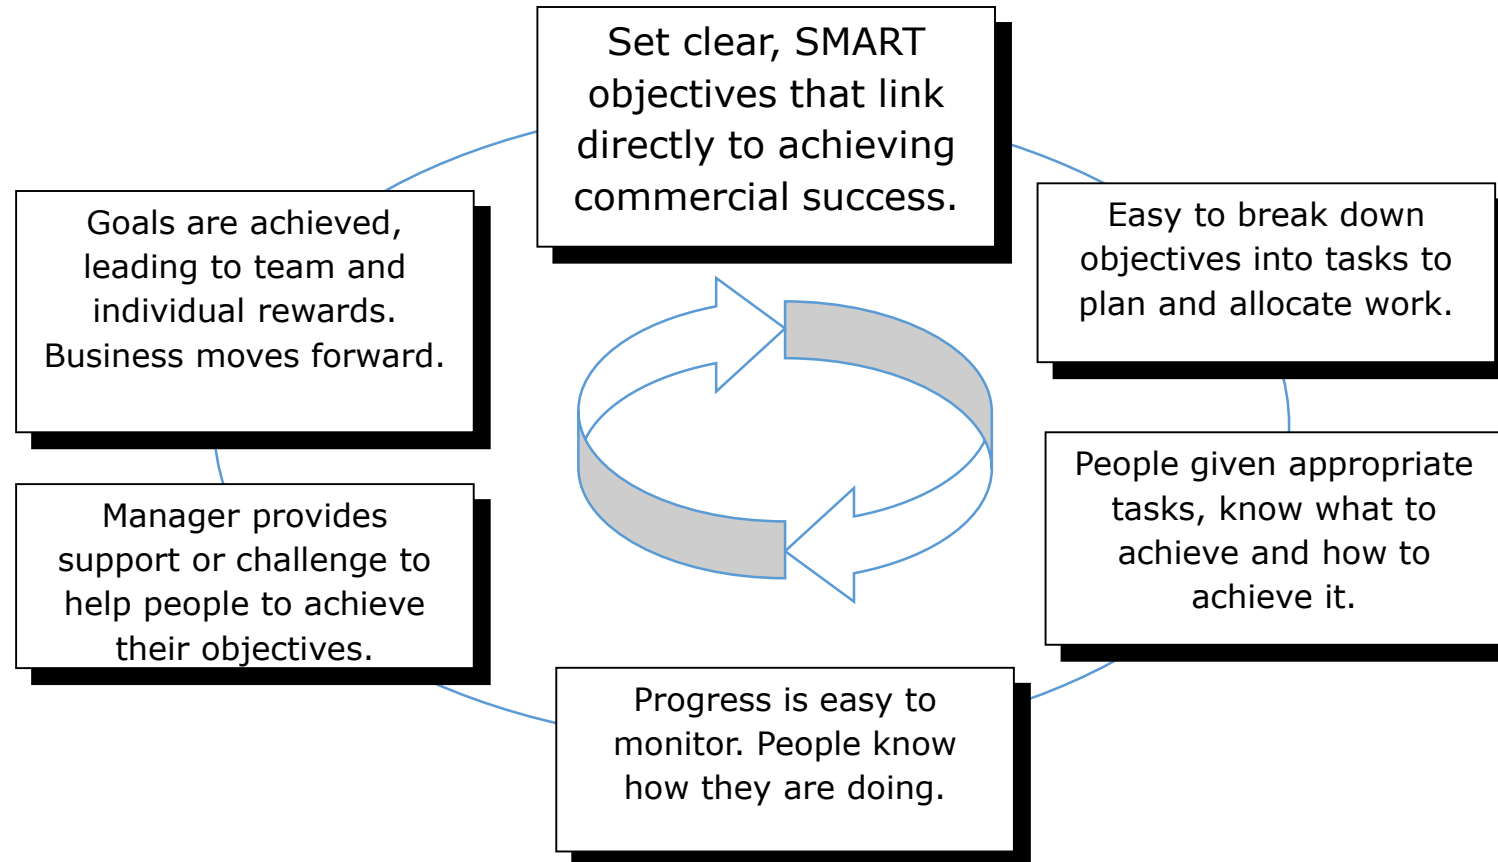 Set clear, SMART
objectives that link
directly to achieving
commercial success.
Easy to break down
objectives into tasks to
plan and allocate work.
People given appropriate
tasks, know what to
achieve and how to
achieve it.
Progress is easy to
monitor. People know
how they are doing.
Manager provides
support or challenge to
help people to achieve
their objectives.
Goals are achieved,
leading to team and
individual rewards.
Business moves forward.